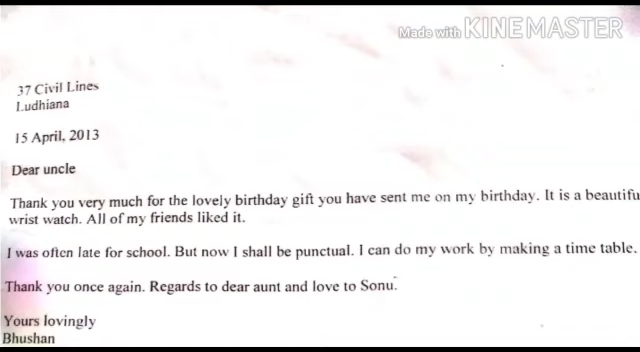 Made with KINEMASTER
37 Civil Lines
Ludhiana
15 April, 2013
Dear uncle
Thank you very much for the lovely birthday gift you have sent me on my birthday. It is a beautifu
wrist watch. All of my friends liked it.
I was often late for school. But now I shall be punctual. I can do my work by making a time table.
Thank you once again. Regards to dear aunt and love to Sonu.
Yours lovingly
Bhushan